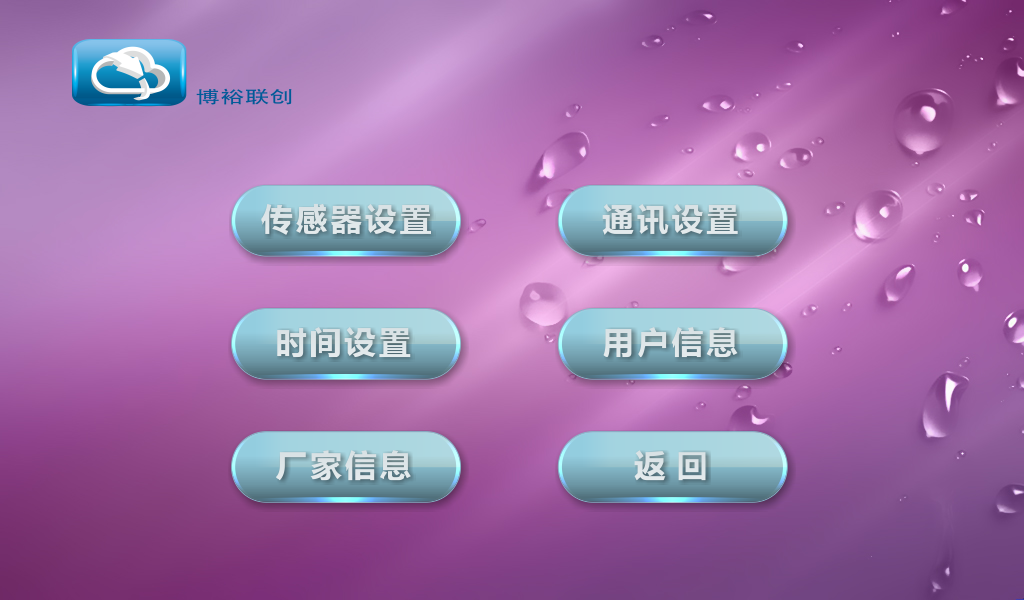 博裕联创
传感器设置
通讯设置
时间设置
用户信息
厂家信息
返 回